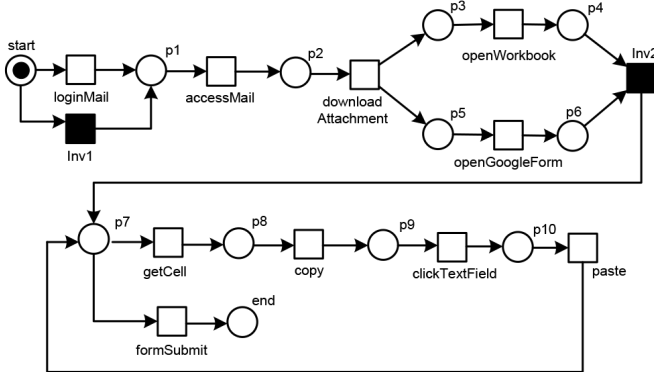 start
p1
p2
p3
p4
loginMail
accessMail
download
Attachment
openWorkbook
Inv2
Inv1
p5
p6
openGoogleForm
p7
p8
p9
p10
getCell
copy
clickTextField
paste
end
formSubmit